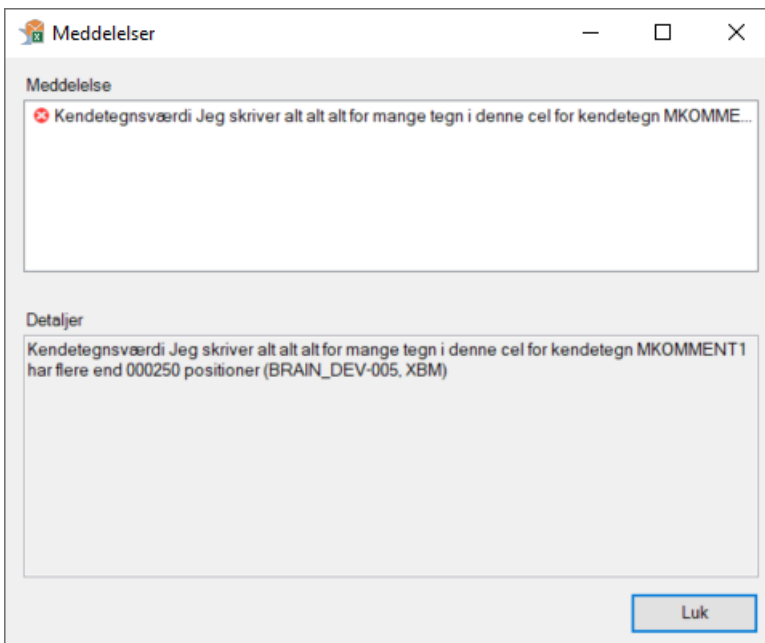 Meddelelser
Meddelelse
Kendetegnsværdi Jeg skriver alt alt alt for mange tegn i denne cel for kendetegn MKOMME...
Detaljer
Kendetegnsværdi Jeg skriver alt alt alt for mange tegn i denne cel for kendetegn MKOMMENT1
har flere end 000250 positioner (BRAIN_DEV-005, XBM)
Luk